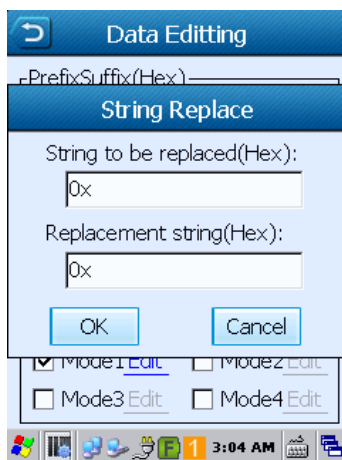 Data Editting
PrefixSuffix(Hex)
String Replace
String to be replaced(Hex):
0x
Replacement string(Hex):
0x
OK Cancel
Mode1 Edit Mode2 Edit
Mode3 Edit Mode4 Edit
F 1 3:04 AM